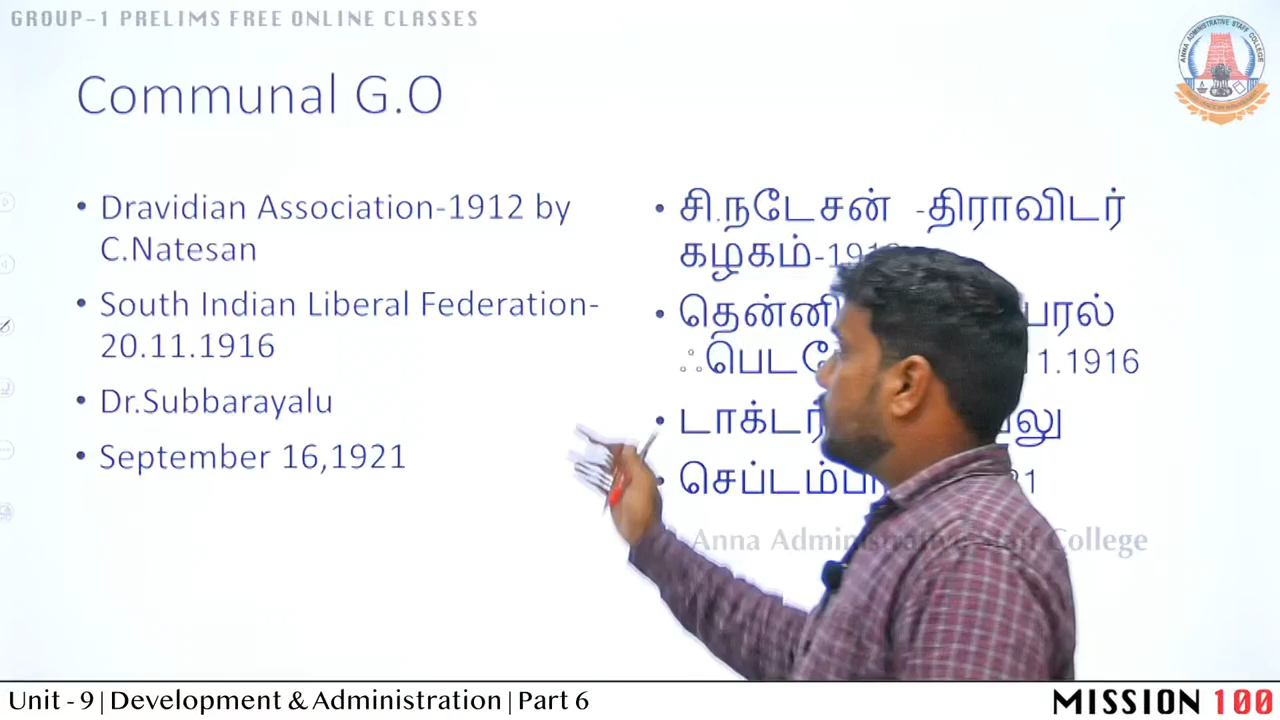 GROUP-1 PRELIMS FREE ONLINE CLASSES
ANNA ADMINISTRATIVE STAFF COLLEGE
Communal G.O
• Dravidian Association-1912 by
C.Natesan
• South Indian Liberal Federation-
20.11.1916
• Dr.Subbarayalu
• September 16,1921
• சி.நடேசன் -திராவிடர்
கழகம்-191
• பரல்
1.1916
• டாக்டர்
•
Anna College
Unit - 9 | Development & Administration | Part 6
MISSION 100